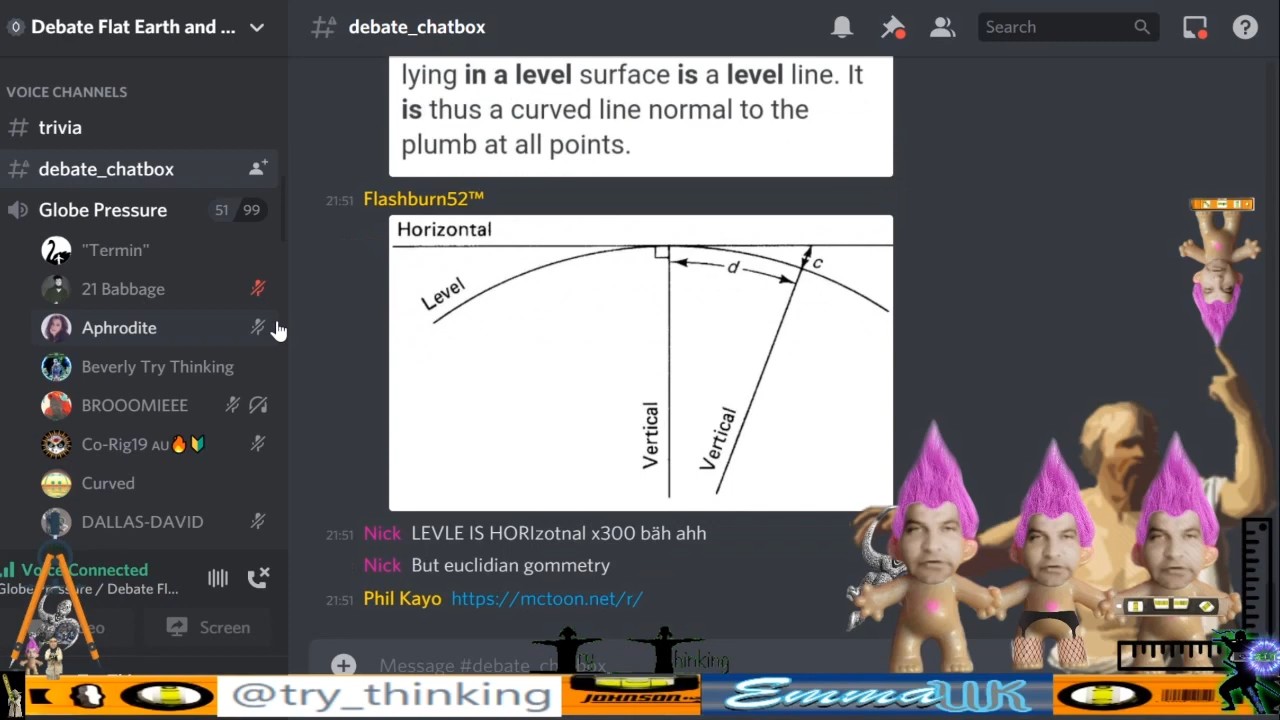 Debate Flat Earth and ...
debate_chatbox
Search
VOICE CHANNELS
trivia
debate_chatbox
Globe Pressure 51 99
"Termin"
21 Babbage
Aphrodite
Beverly Try Thinking
BROOOMIEEE
Co-Rig19 AU
Curved
DALLAS-DAVID
Voice Connected
Screen
lying in a level surface is a level line. It
is thus a curved line normal to the
plumb at all points.
21:51 Flashburn52™
Horizontal
Level
d
c
Vertical
Vertical
21:51 Nick LEVLE IS HORIzotnal x300 bäh ahh
Nick But euclidian gommetry
21:51 Phil Kayo https://mctoon.net/r/
Message #debate_
@try_thinking
JOHNSON
EmmaUK